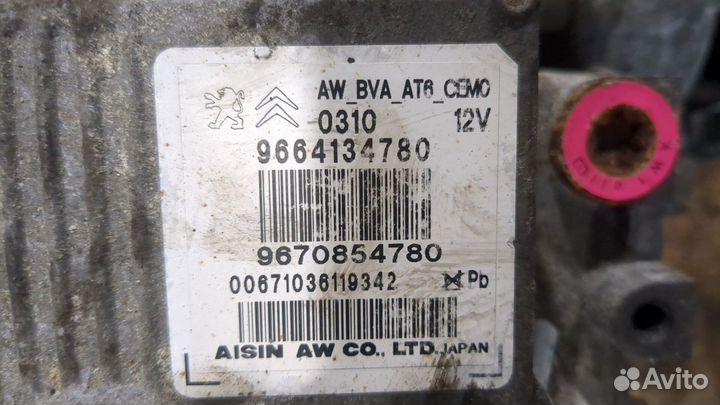 AW_BVA_AT6_CEMO
0310 12V
9664134780
9670854780
00671036119342 Pb
AISIN AW CO., LTD. JAPAN
Avito